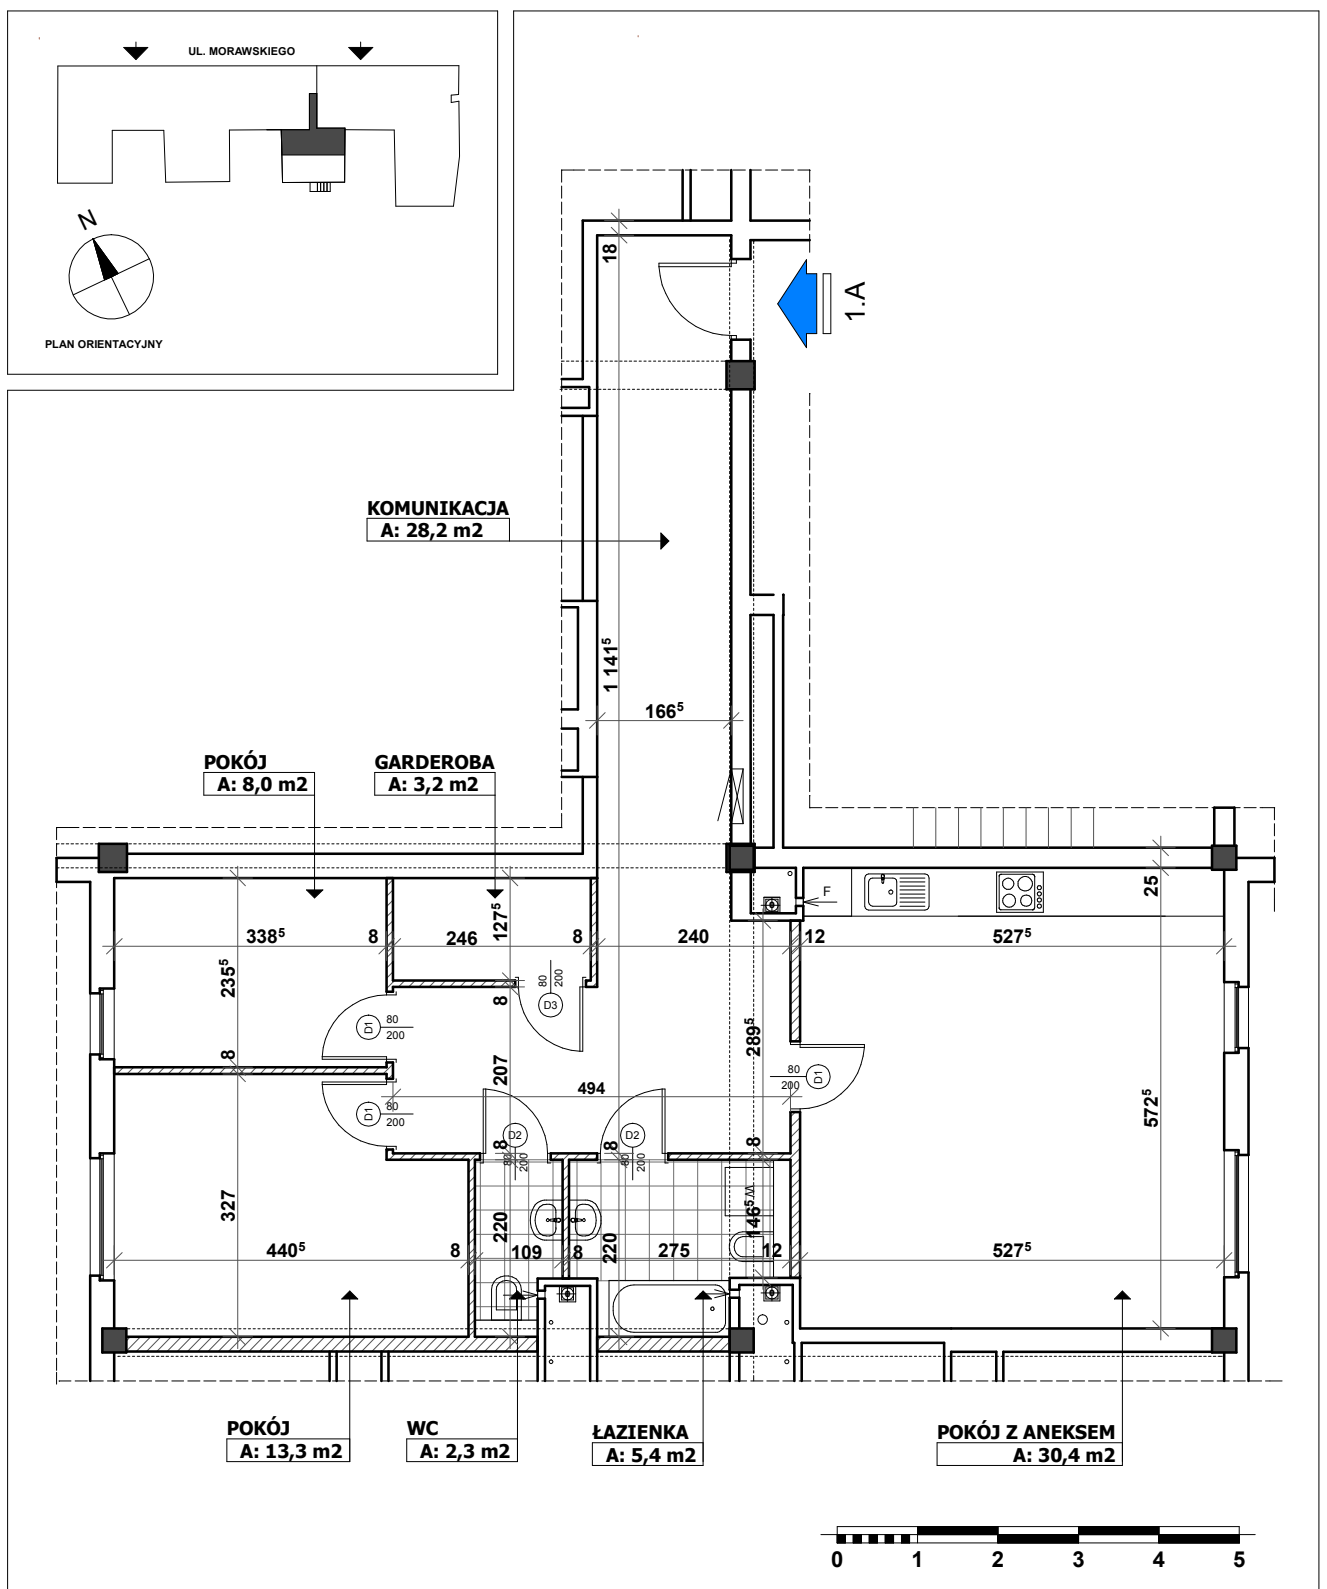 UL. MORAWSKIEGO
N
PLAN ORIENTACYJNY
18
1.A
KOMUNIKACJA
A: 28,2 m2
1 141⁵
166⁵
POKÓJ
A: 8,0 m2
GARDEROBA
A: 3,2 m2
F
25
127⁵
338⁵
8
246
8
240
12
527⁵
235⁵
80
200
D3
8
D1
80
200
289⁵
8
207
80
200
D1
494
572⁵
D1
80
200
8
D2
80
200
8
D2
80
200
8
W
327
220
220
146⁵
440⁵
8
109
8
275
12
527⁵
POKÓJ
A: 13,3 m2
WC
A: 2,3 m2
ŁAZIENKA
A: 5,4 m2
POKÓJ Z ANEKSEM
A: 30,4 m2
0 1 2 3 4 5